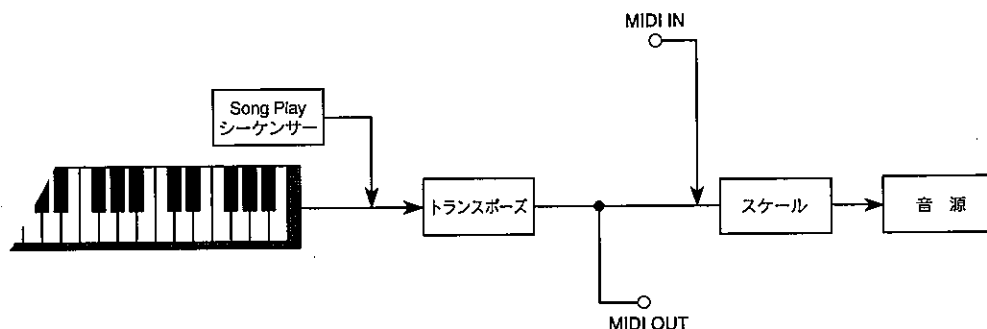 MIDI IN
Song Play
シーケンサー
トランスポーズ
スケール
音 源
MIDI OUT